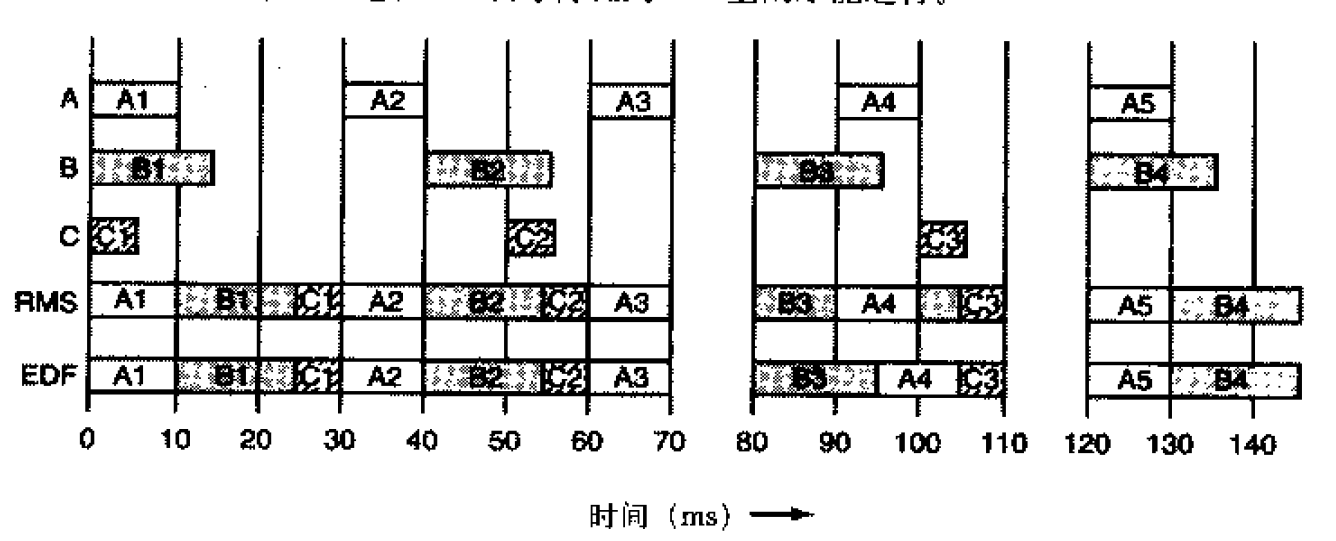 A A1 A2 A3 A4 A5
B B1 B2 B3 B4
C C1 C2 C3
RMS A1 B1 C1 A2 B2 C2 A3 B3 A4 C3 A5 B4
EDF A1 B1 C1 A2 B2 C2 A3 B3 A4 C3 A5 B4
0 10 20 30 40 50 60 70 80 90 100 110 120 130 140
时间 (ms)